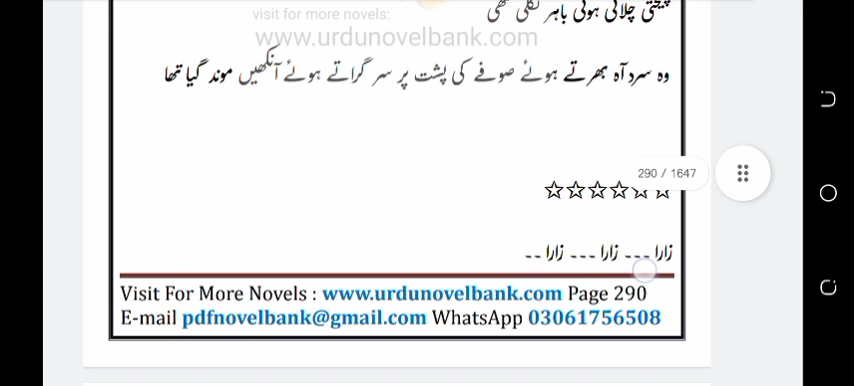 visit for more novels:
چیختی چلاتی ہوئی باہر نکلی تھی
www.urdunovelbank.com
وہ سرد آہ بھرتے ہوئے صوفے کی پشت پر سر گراتے ہوئے آنکھیں موند گیا تھا
290 / 1647
☆☆☆☆☆☆
زارا --- زارا --- زارا --
Visit For More Novels : www.urdunovelbank.com Page 290
E-mail pdfnovelbank@gmail.com WhatsApp 03061756508